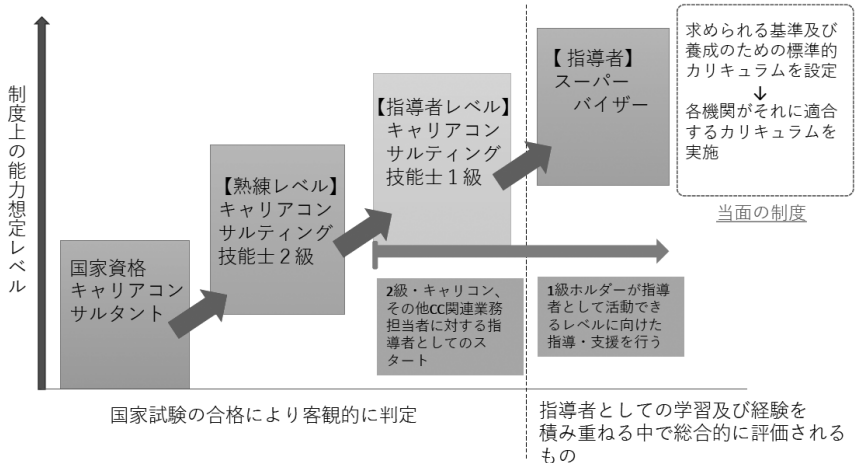 制度上の能力想定レベル
国家資格
キャリアコン
サルタント
【熟練レベル】
キャリアコン
サルティング
技能士２級
【指導者レベル】
キャリアコン
サルティング
技能士１級
【 指導者】
スーパー
バイザー
求められる基準及び
養成のための標準的
カリキュラムを設定
↓
各機関がそれに適合
するカリキュラムを
実施
当面の制度
2級・キャリコン、
その他CC関連業務
担当者に対する指
導者としてのス
タート
1級ホルダーが指導
者として活動でき
るレベルに向けた
指導・支援を行う
国家試験の合格により客観的に判定
指導者としての学習及び経験を
積み重ねる中で総合的に評価される
もの